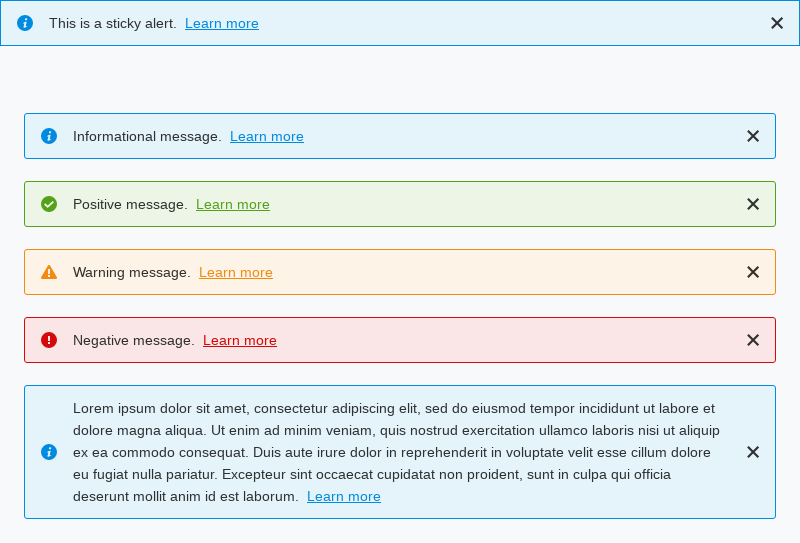 This is a sticky alert. Learn more
Informational message. Learn more
Positive message. Learn more
Warning message. Learn more
Negative message. Learn more
Lorem ipsum dolor sit amet, consectetur adipiscing elit, sed do eiusmod tempor incididunt ut labore et
dolore magna aliqua. Ut enim ad minim veniam, quis nostrud exercitation ullamco laboris nisi ut aliquip
ex ea commodo consequat. Duis aute irure dolor in reprehenderit in voluptate velit esse cillum dolore
eu fugiat nulla pariatur. Excepteur sint occaecat cupidatat non proident, sunt in culpa qui officia
deserunt mollit anim id est laborum. Learn more